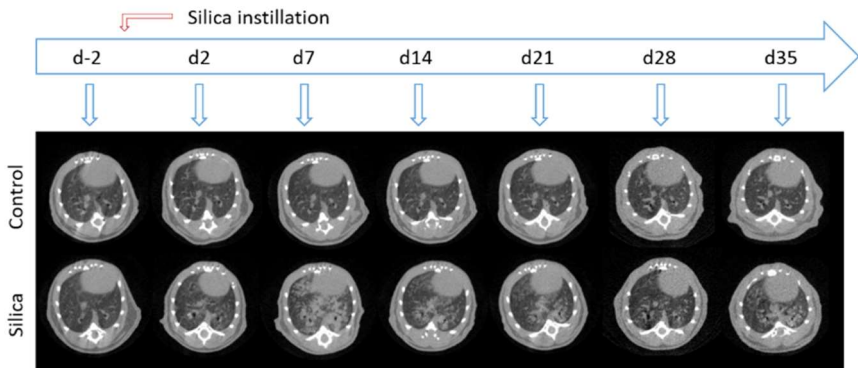 Silica instillation
d-2 d2 d7 d14 d21 d28 d35
Control
Silica